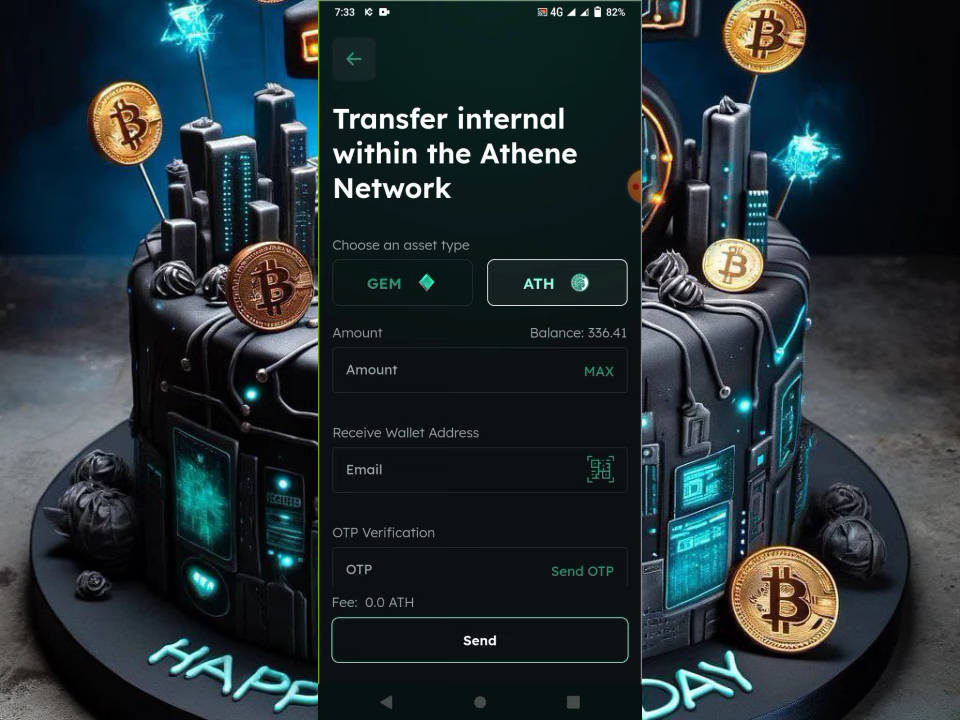 7:33 4G 82%
Transfer internal
within the Athene
Network
Choose an asset type
GEM
ATH
Amount Balance: 336.41
Amount MAX
Receive Wallet Address
Email
OTP Verification
OTP Send OTP
Fee: 0.0 ATH
Send
HAPP DAY